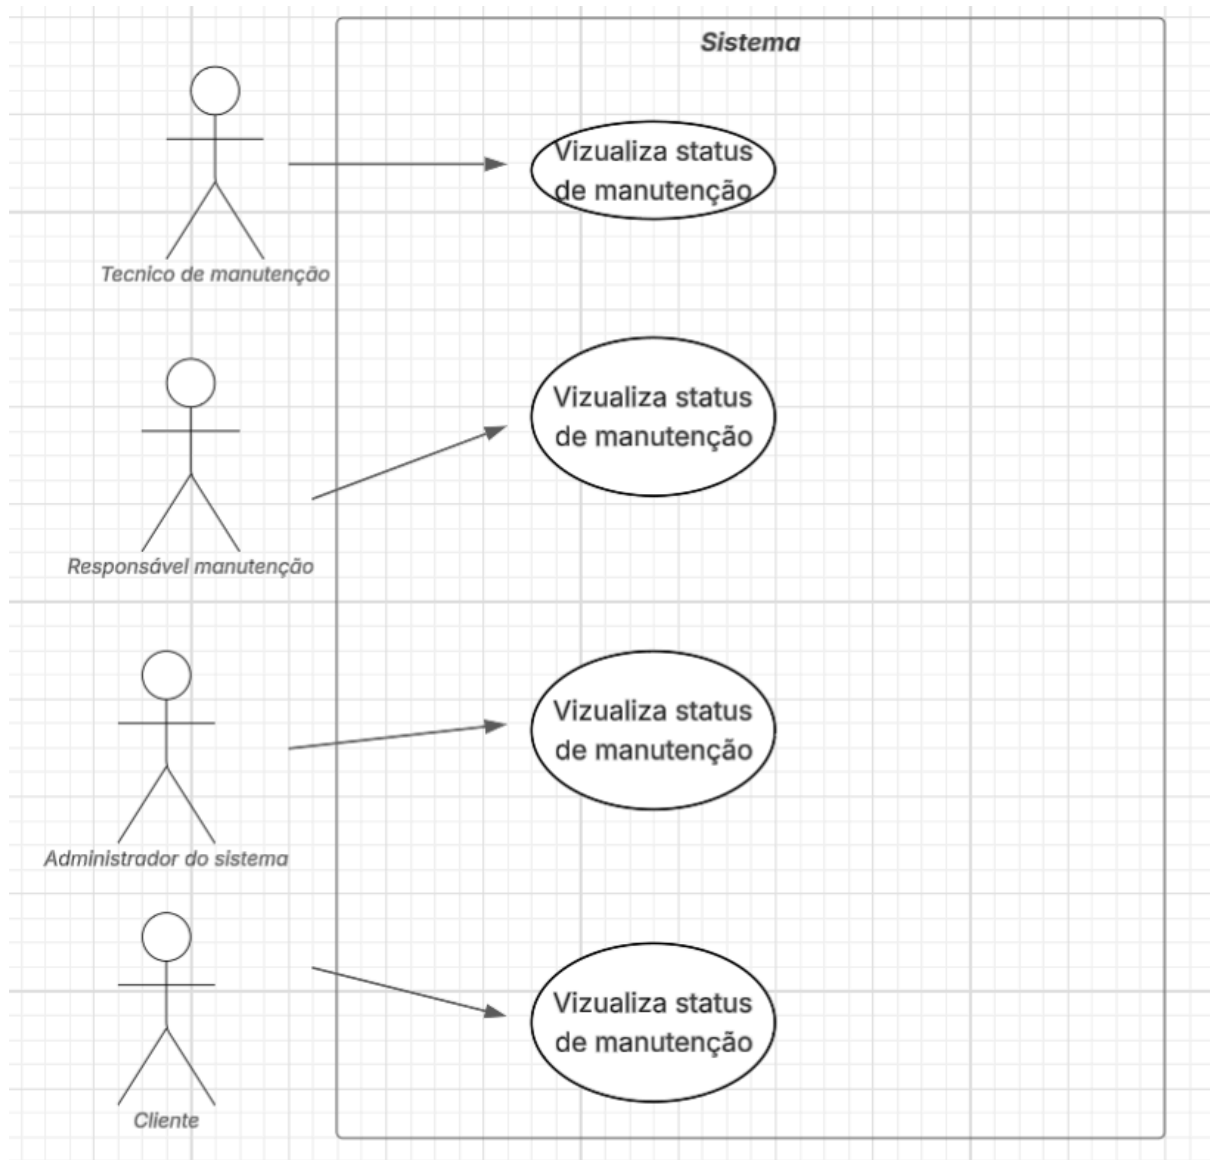 Sistema
Vizualiza status
de manutenção
Tecnico de manutenção
Vizualiza status
de manutenção
Responsável manutenção
Vizualiza status
de manutenção
Administrador do sistema
Vizualiza status
de manutenção
Cliente